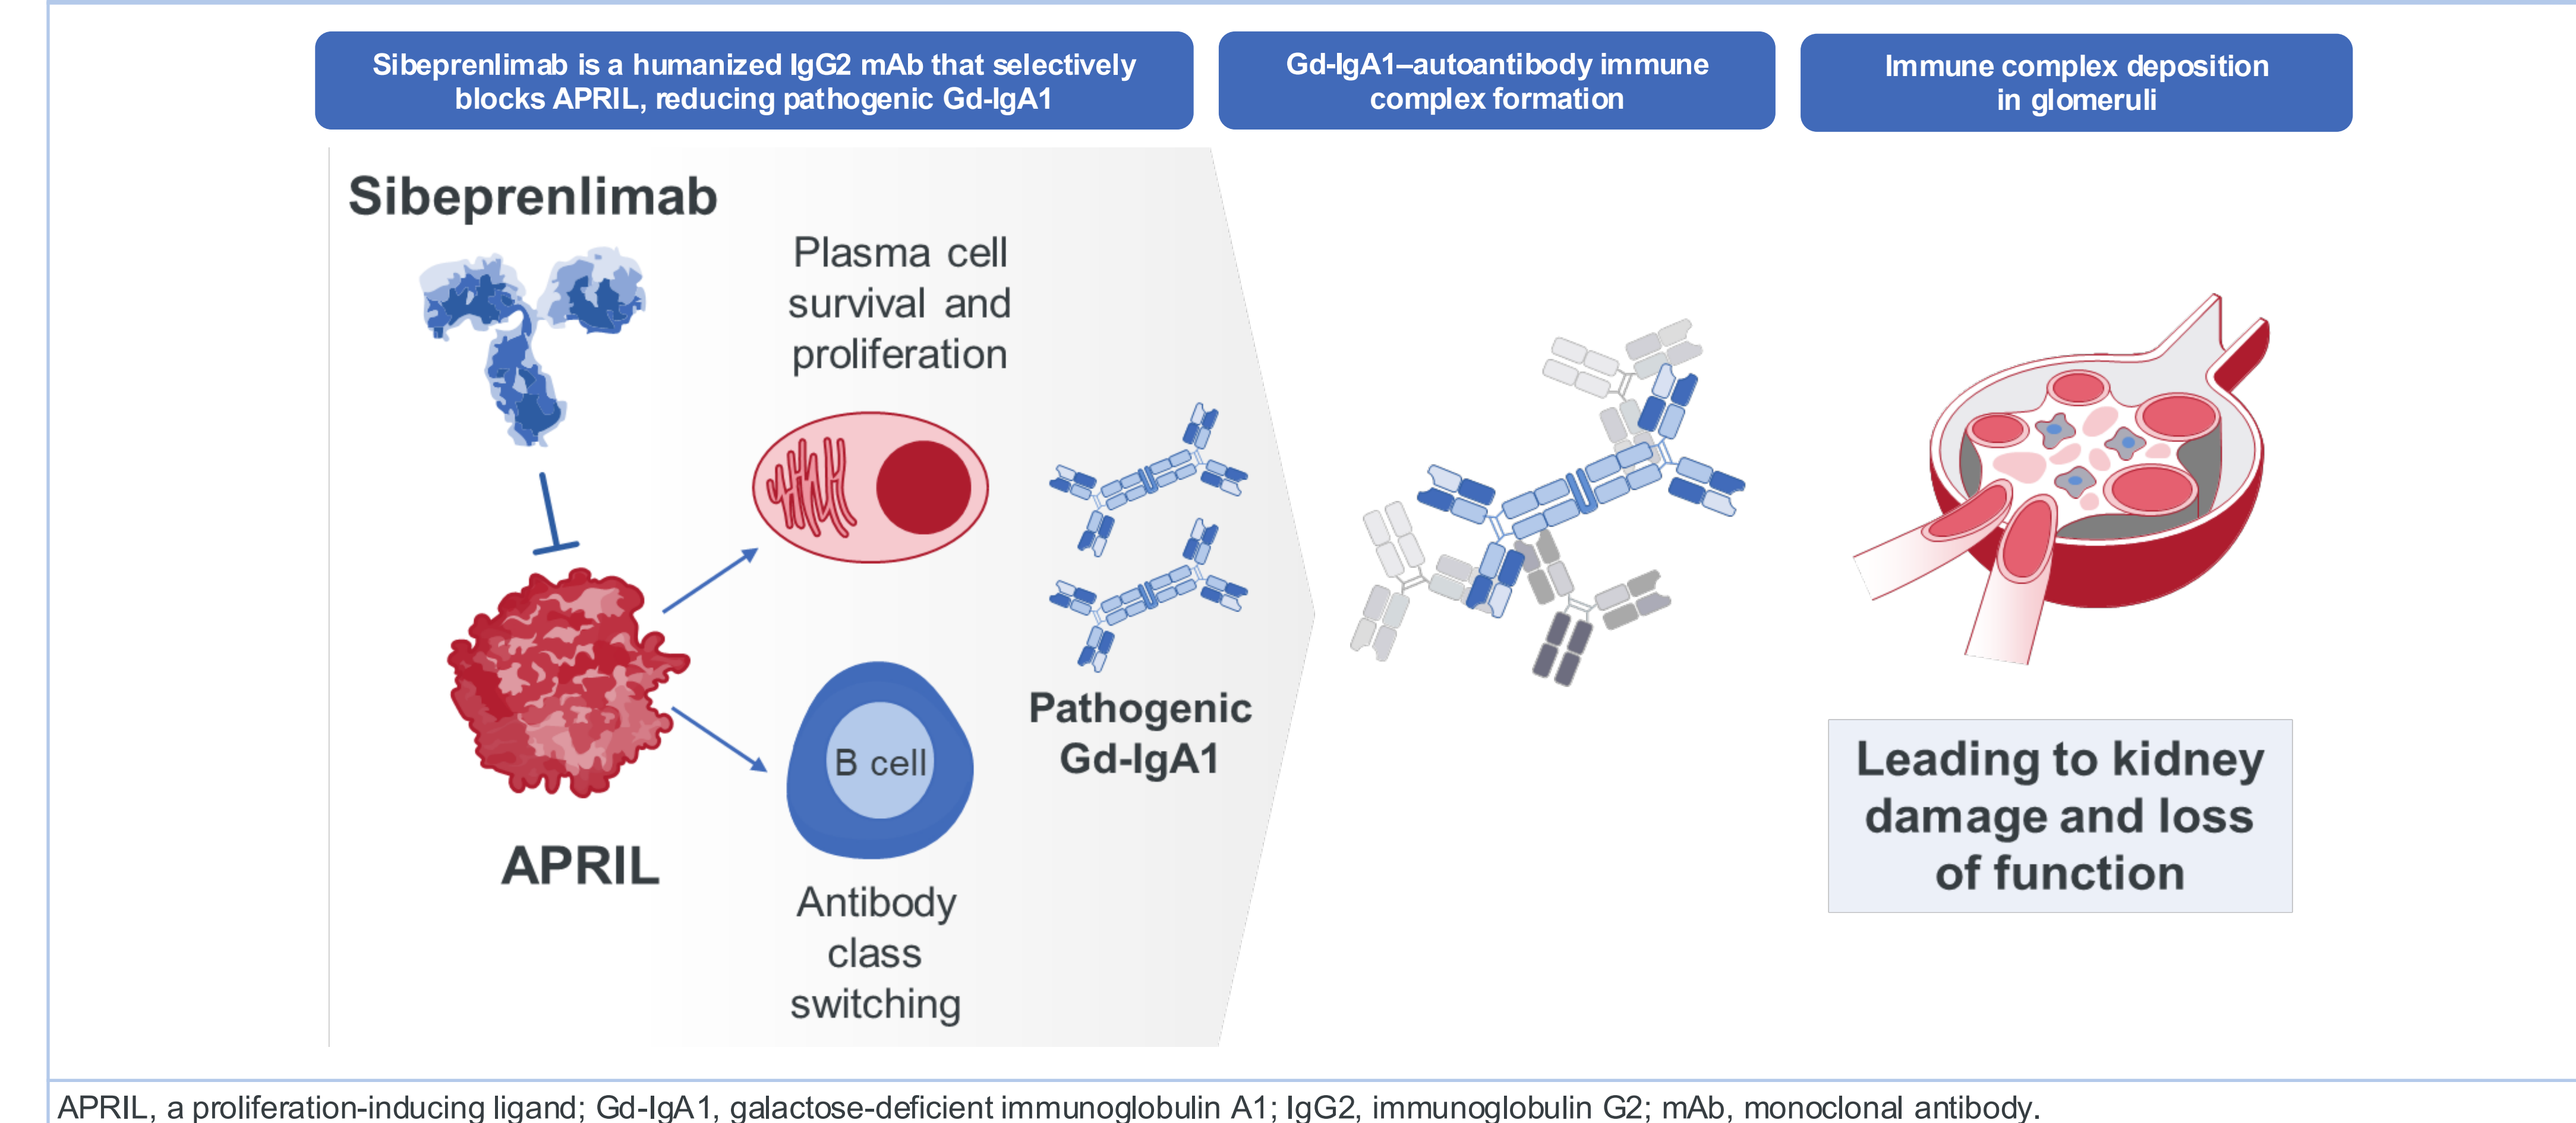 Sibeprenlimab is a humanized IgG2 mAb that selectively
blocks APRIL, reducing pathogenic Gd-IgA1
Gd-IgA1–autoantibody immune
complex formation
Immune complex deposition
in glomeruli
Sibeprenlimab
Plasma cell
survival and
proliferation
APRIL
B cell
Antibody
class
switching
Pathogenic
Gd-IgA1
Leading to kidney
damage and loss
of function
APRIL, a proliferation-inducing ligand; Gd-IgA1, galactose-deficient immunoglobulin A1; IgG2, immunoglobulin G2; mAb, monoclonal antibody.